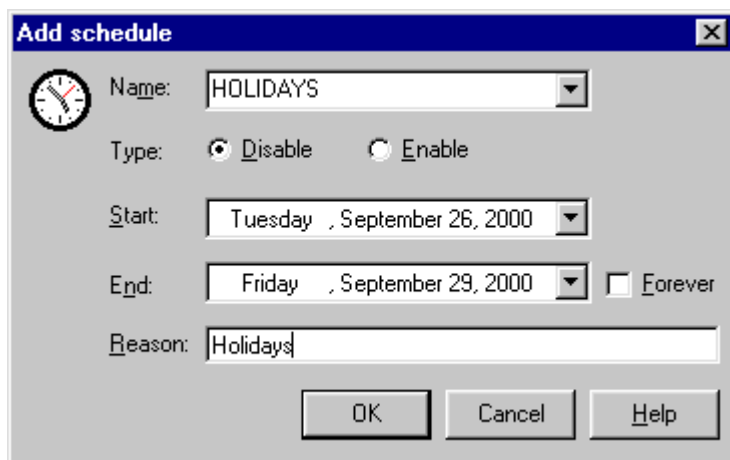 Add schedule
Name: HOLIDAYS
Type: Disable Enable
Start: Tuesday , September 26, 2000
End: Friday , September 29, 2000 Forever
Reason: Holidays
OK Cancel Help